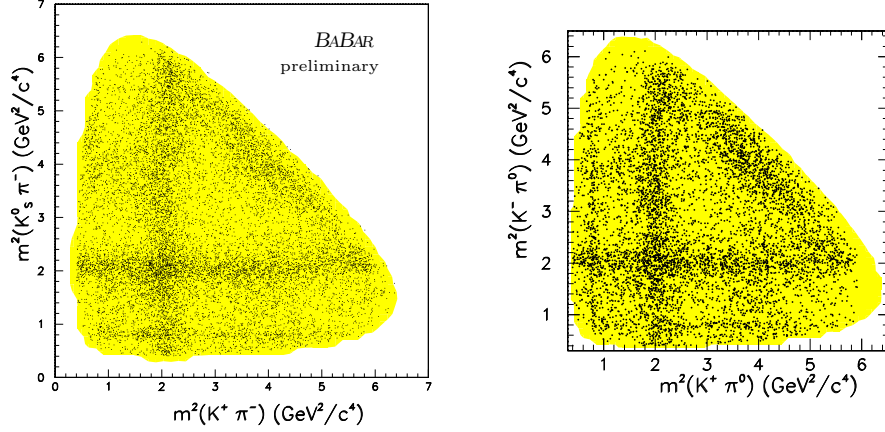 BABAR
preliminary
m²(K⁰s π⁻) (GeV²/c⁴)
7
6
5
4
3
2
1
0
0 1 2 3 4 5 6 7
m²(K⁺ π⁻) (GeV²/c⁴)
m²(K⁻ π⁰) (GeV²/c⁴)
6
5
4
3
2
1
1 2 3 4 5 6
m²(K⁺ π⁰) (GeV²/c⁴)